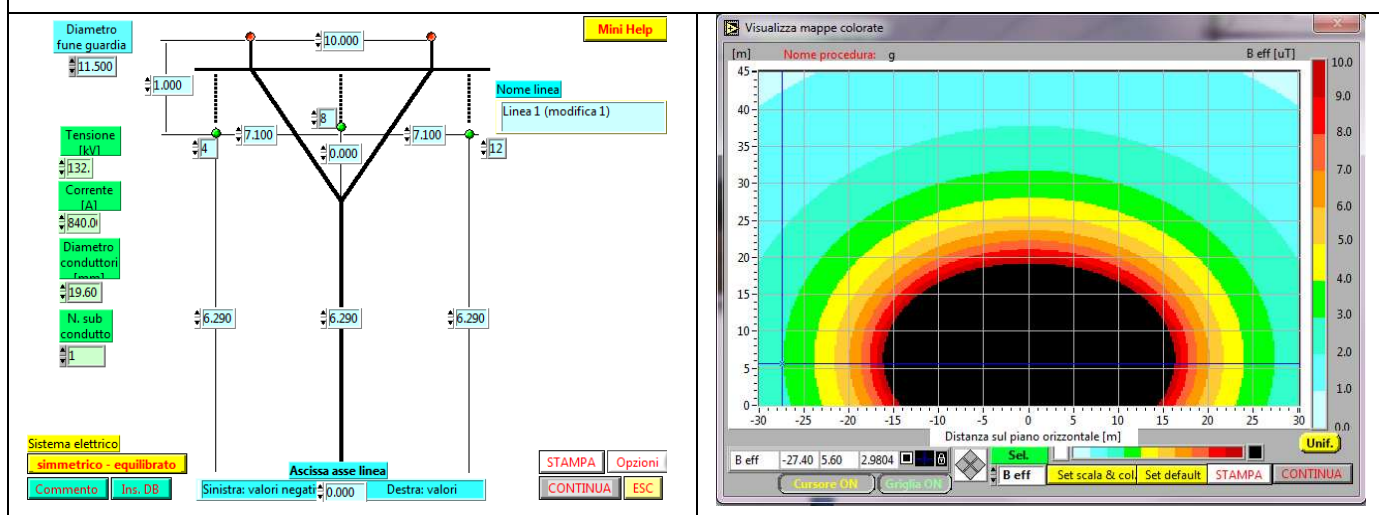 Diametro
fune guardia
11.500
10.000
Mini Help
1.000
Nome linea
Linea 1 (modifica 1)
8
7.100
7.100
4
0.000
12
Tensione
[kV]
132.
Corrente
[A]
840.0
Diametro
conduttori
[mm]
19.60
N. sub
condutto
1
6.290
6.290
6.290
Sistema elettrico
simmetrico - equilibrato
Commento
Ins. DB
Ascissa asse linea
Sinistra: valori negati
0.000
Destra: valori
STAMPA
Opzioni
CONTINUA
ESC
Visualizza mappe colorate
[m]
Nome procedura: g
B eff [uT]
45
40
35
30
25
20
15
10
5
0
-30 -25 -20 -15 -10 -5 0 5 10 15 20 25 30
Distanza sul piano orizzontale [m]
10.0
9.0
8.0
7.0
6.0
5.0
4.0
3.0
2.0
1.0
0.0
Unif.
B eff
-27.40
5.60
2.9804
Sel.
B eff
Set scala & col.
Set default
STAMPA
CONTINUA
Cursore ON
Griglia ON